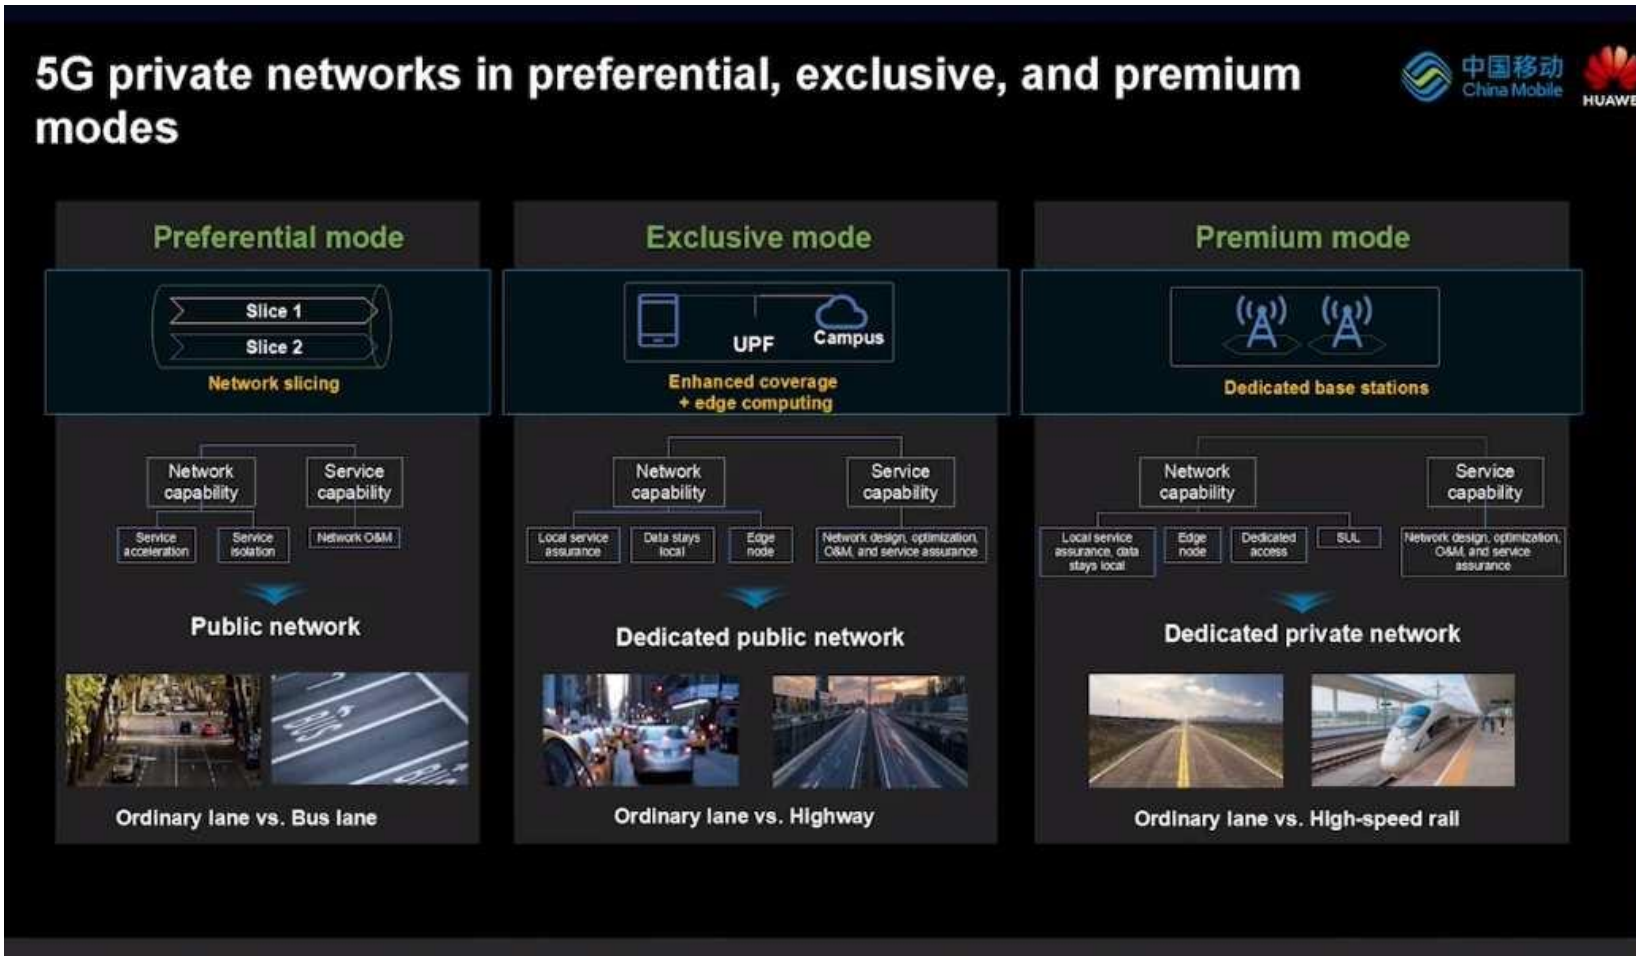 5G private networks in preferential, exclusive, and premium
modes
中国移动
China Mobile
HUAWE
Preferential mode
Slice 1
Slice 2
Network slicing
Network
capability
Service
capability
Service
acceleration
Service
isolation
Network O&M
Public network
BUS
BUS
Ordinary lane vs. Bus lane
Exclusive mode
UPF
Campus
Enhanced coverage
+ edge computing
Network
capability
Service
capability
Local service
assurance
Data stays
local
Edge
node
Network design, optimization,
O&M, and service assurance
Dedicated public network
Ordinary lane vs. Highway
Premium mode
Dedicated base stations
Network
capability
Service
capability
Local service
assurance, data
stays local
Edge
node
Dedicated
access
SUL
Network design, optimization,
O&M, and service
assurance
Dedicated private network
Ordinary lane vs. High-speed rail